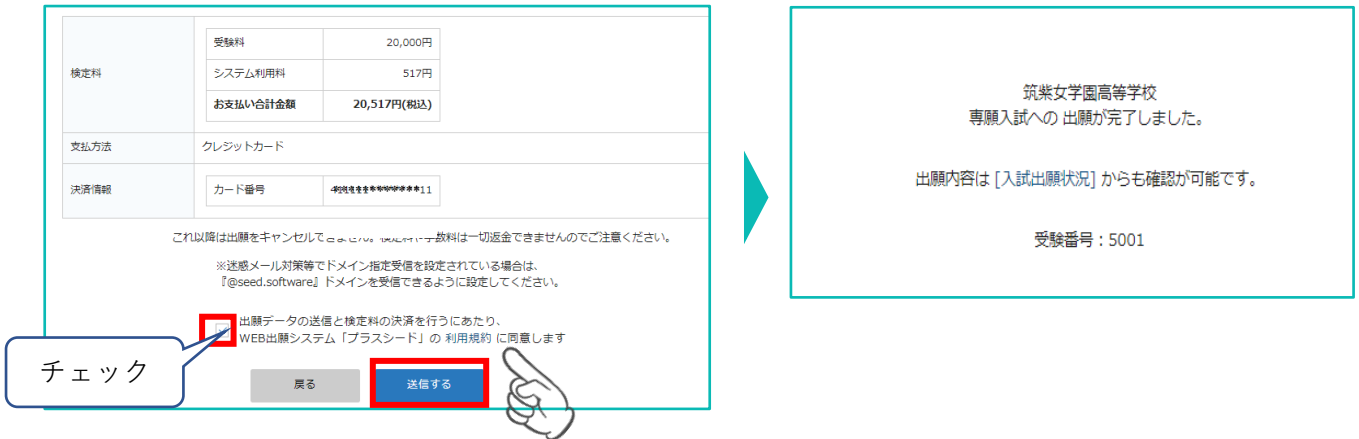 検定料
受験料 20,000円
システム利用料 517円
お支払い合計金額 20,517円(税込)
支払方法 クレジットカード
決済情報 カード番号 **************11
これ以降は出願をキャンセルできません。検定料や手数料は一切返金できませんのでご注意ください。
※迷惑メール対策等でドメイン指定受信を設定されている場合は、
『@seed.software』ドメインを受信できるように設定してください。
出願データの送信と検定料の決済を行うにあたり、
WEB出願システム「プラスシード」の 利用規約 に同意します
チェック
戻る
送信する
筑紫女学園高等学校
専願入試への 出願が完了しました。
出願内容は [入試出願状況] からも確認が可能です。
受験番号：5001